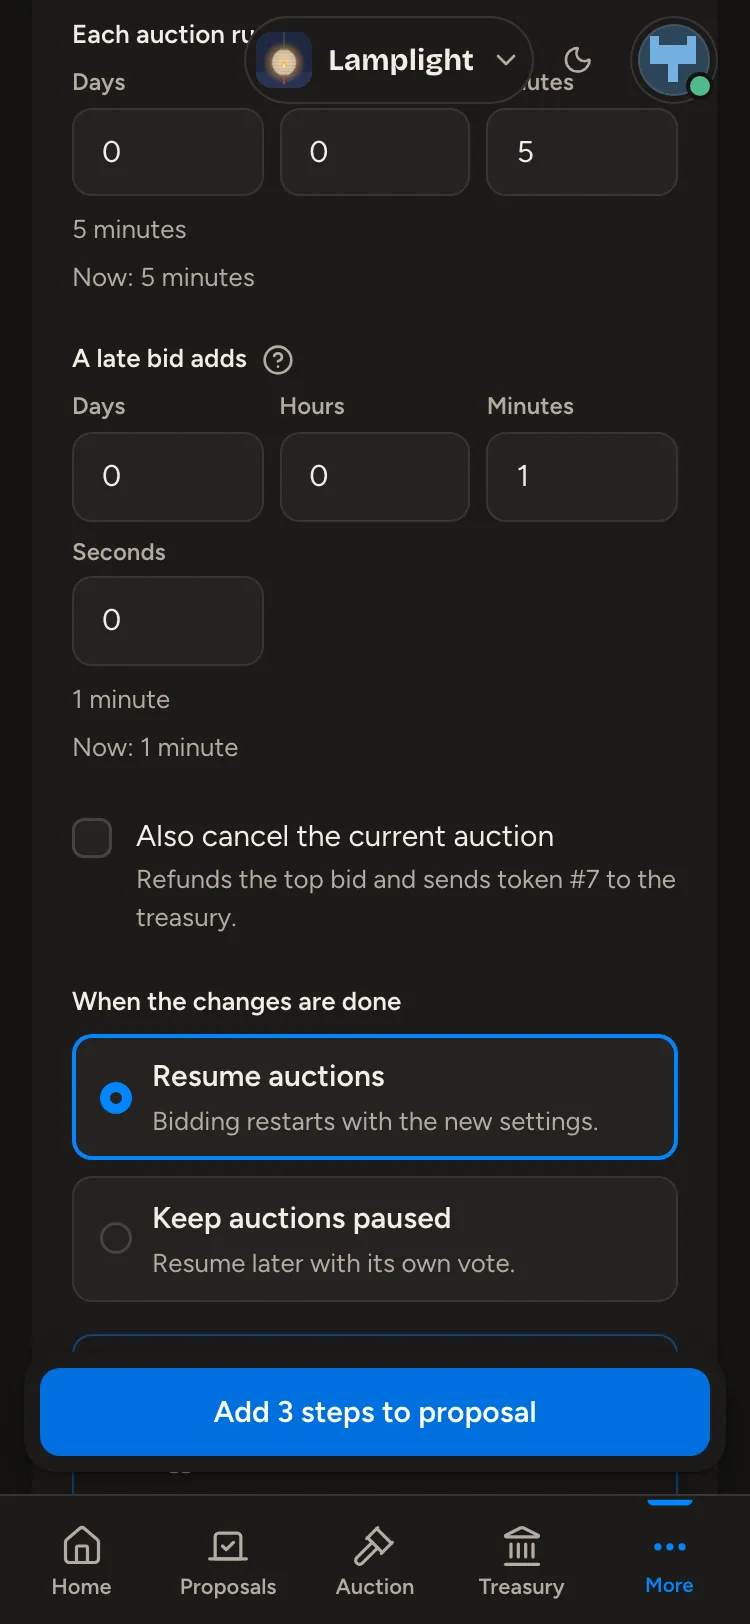 Each auction ru
Lamplight
Days
utes
0
0
5
5 minutes
Now: 5 minutes
A late bid adds ?
Days
Hours
Minutes
0
0
1
Seconds
0
1 minute
Now: 1 minute
Also cancel the current auction
Refunds the top bid and sends token #7 to the
treasury.
When the changes are done
Resume auctions
Bidding restarts with the new settings.
Keep auctions paused
Resume later with its own vote.
Add 3 steps to proposal
Home
Proposals
Auction
Treasury
More